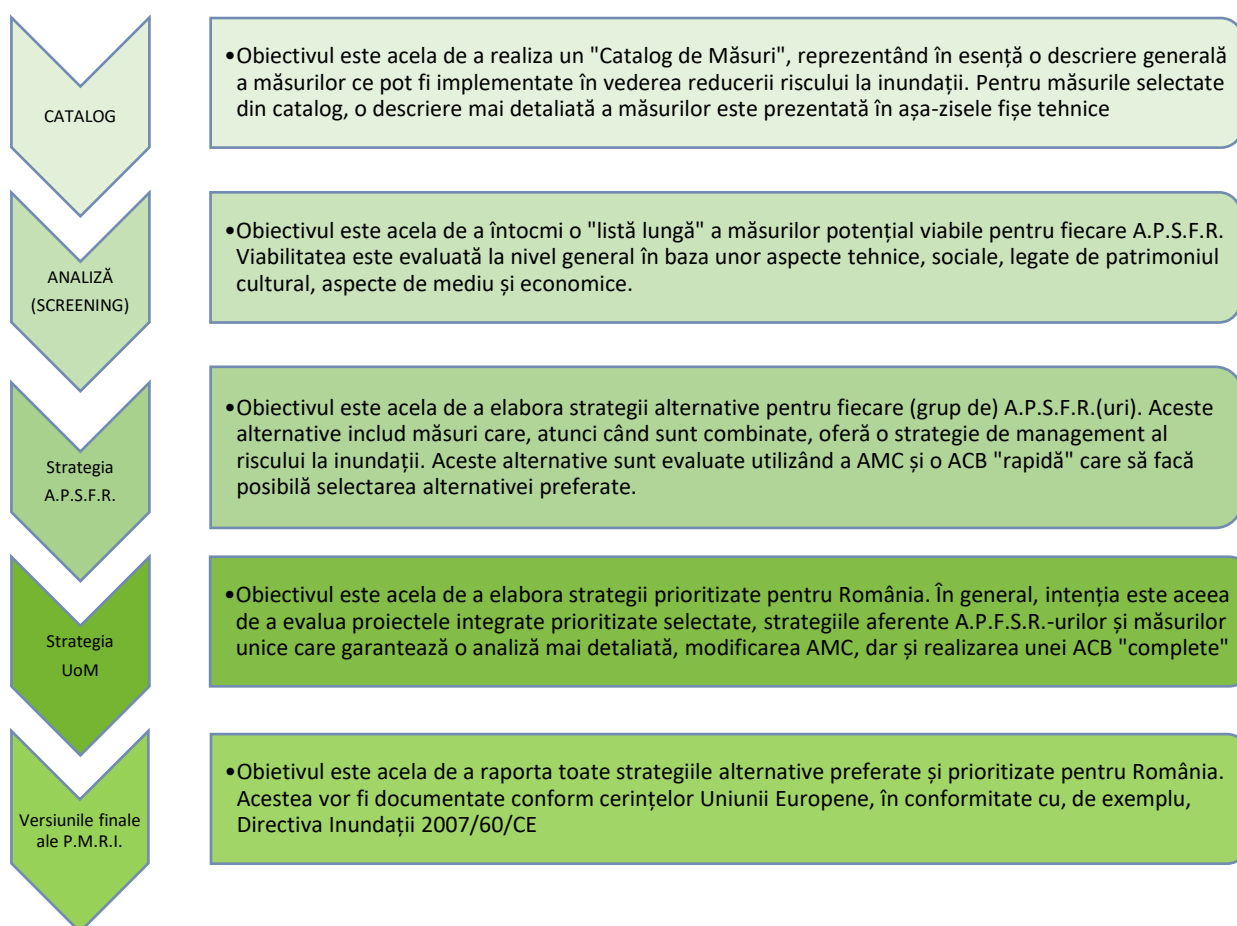 CATALOG
•Obiectivul este acela de a realiza un "Catalog de Măsuri", reprezentând în esență o descriere generală
a măsurilor ce pot fi implementate în vederea reducerii riscului la inundații. Pentru măsurile selectate
din catalog, o descriere mai detaliată a măsurilor este prezentată în așa-zisele fișe tehnice
ANALIZĂ
(SCREENING)
•Obiectivul este acela de a întocmi o "listă lungă" a măsurilor potențial viabile pentru fiecare A.P.S.F.R.
Viabilitatea este evaluată la nivel general în baza unor aspecte tehnice, sociale, legate de patrimoniul
cultural, aspecte de mediu și economice.
Strategia
A.P.S.F.R.
•Obiectivul este acela de a elabora strategii alternative pentru fiecare (grup de) A.P.S.F.R.(uri). Aceste
alternative includ măsuri care, atunci când sunt combinate, oferă o strategie de management al
riscului la inundații. Aceste alternative sunt evaluate utilizând a AMC și o ACB "rapidă" care să facă
posibilă selectarea alternativei preferate.
Strategia
UoM
•Obiectivul este acela de a elabora strategii prioritizate pentru România. În general, intenția este aceea
de a evalua proiectele integrate prioritizate selectate, strategiile aferente A.P.F.S.R.-urilor și măsurilor
unice care garantează o analiză mai detaliată, modificarea AMC, dar și realizarea unei ACB "complete"
Versiunile finale
ale P.M.R.I.
•Obietivul este acela de a raporta toate strategiile alternative preferate și prioritizate pentru România.
Acestea vor fi documentate conform cerințelor Uniunii Europene, în conformitate cu, de exemplu,
Directiva Inundații 2007/60/CE